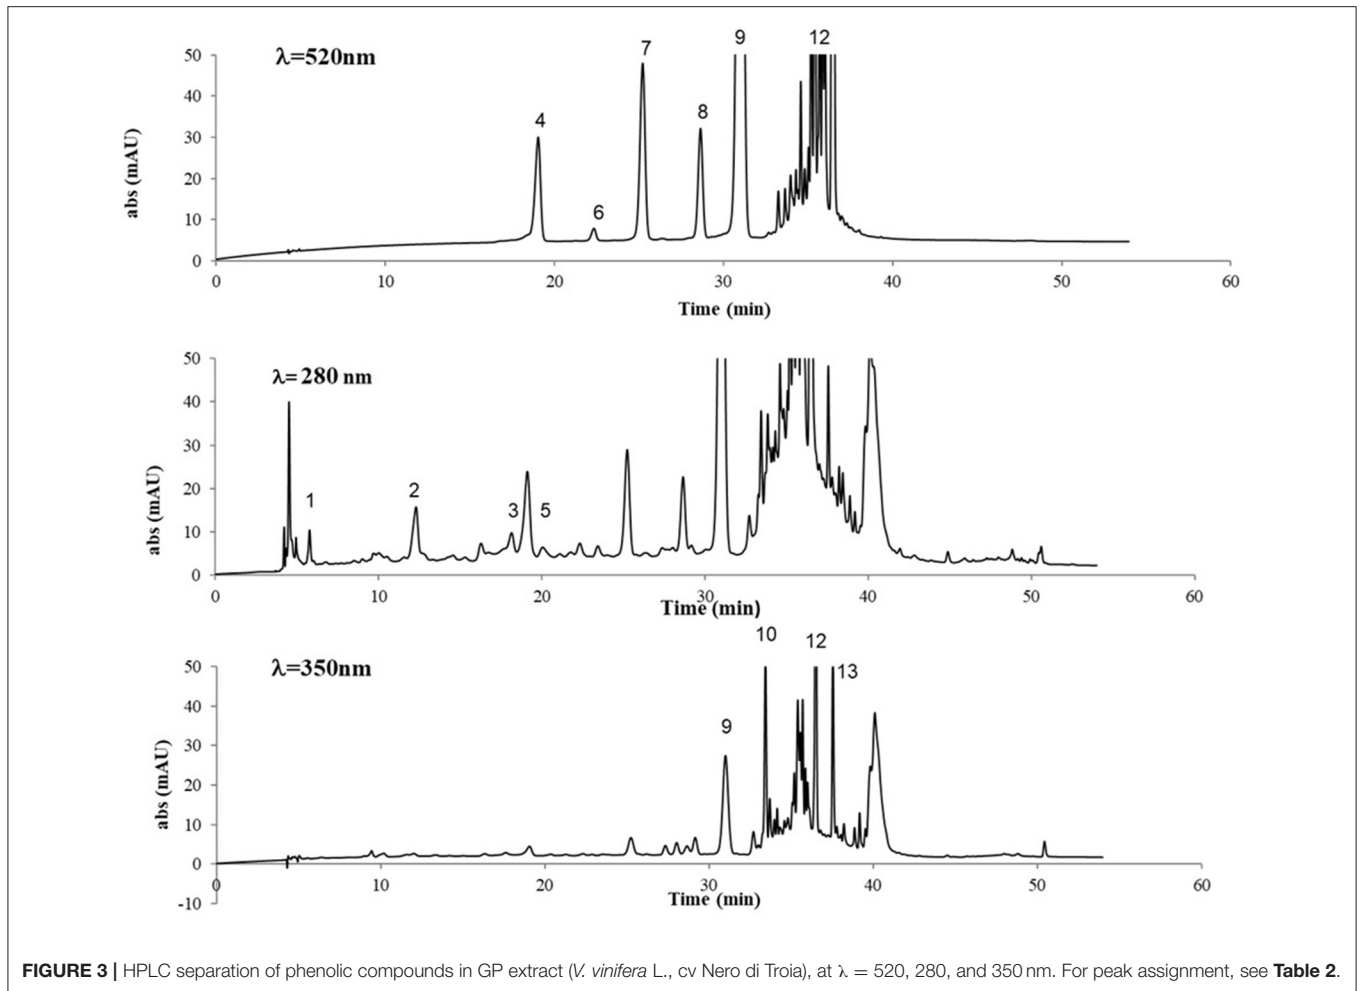 λ=520nm
50
40
30
20
10
0
abs (mAU)
4
6
7
8
9
12
0 10 20 30 40 50 60
Time (min)
λ= 280 nm
50
40
30
20
10
0
abs (mAU)
1
2
3
5
0 10 20 30 40 50 60
Time (min)
λ=350nm
50
40
30
20
10
0
-10
abs (mAU)
9
10
12
13
0 10 20 30 40 50 60
Time (min)
FIGURE 3 | HPLC separation of phenolic compounds in GP extract (V. vinifera L., cv Nero di Troia), at λ = 520, 280, and 350 nm. For peak assignment, see Table 2.